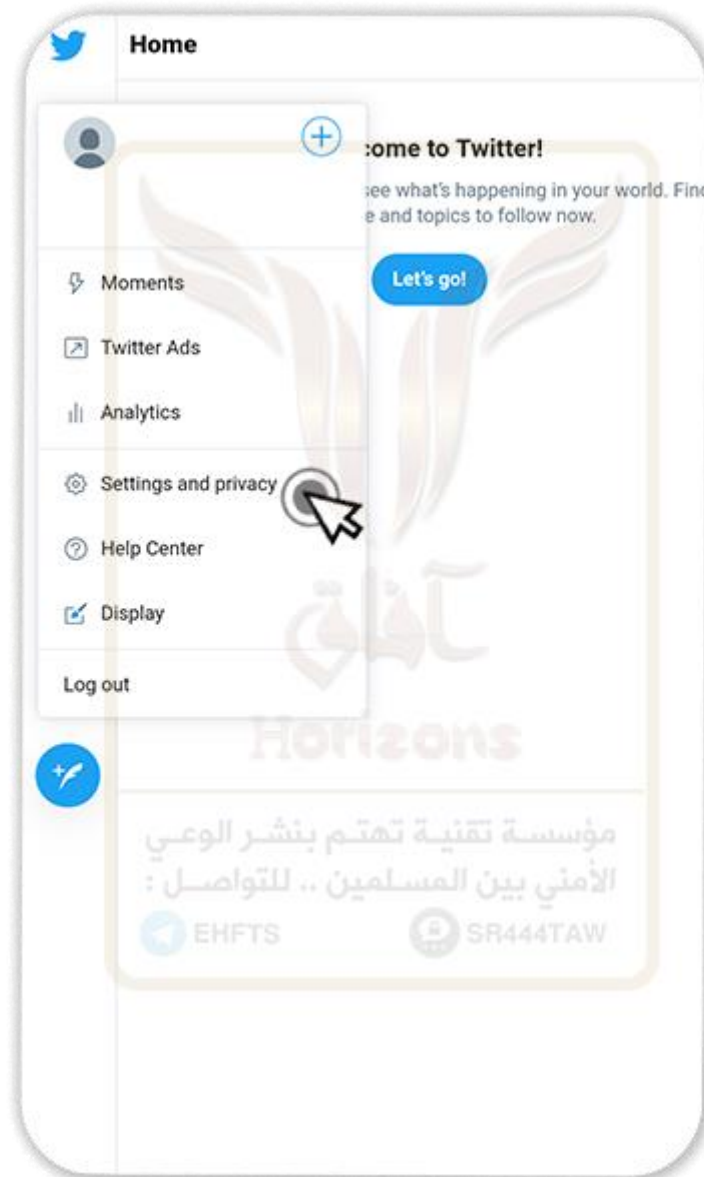 Home
come to Twitter!
see what's happening in your world. Find
e and topics to follow now.
Let's go!
Moments
Twitter Ads
Analytics
Settings and privacy
Help Center
Display
Log out
آفاق
Horizons
مؤسسة تقنية تهتم بنشر الوعي
الأمني بين المسلمين .. للتواصل :
EHFTS SR444TAW